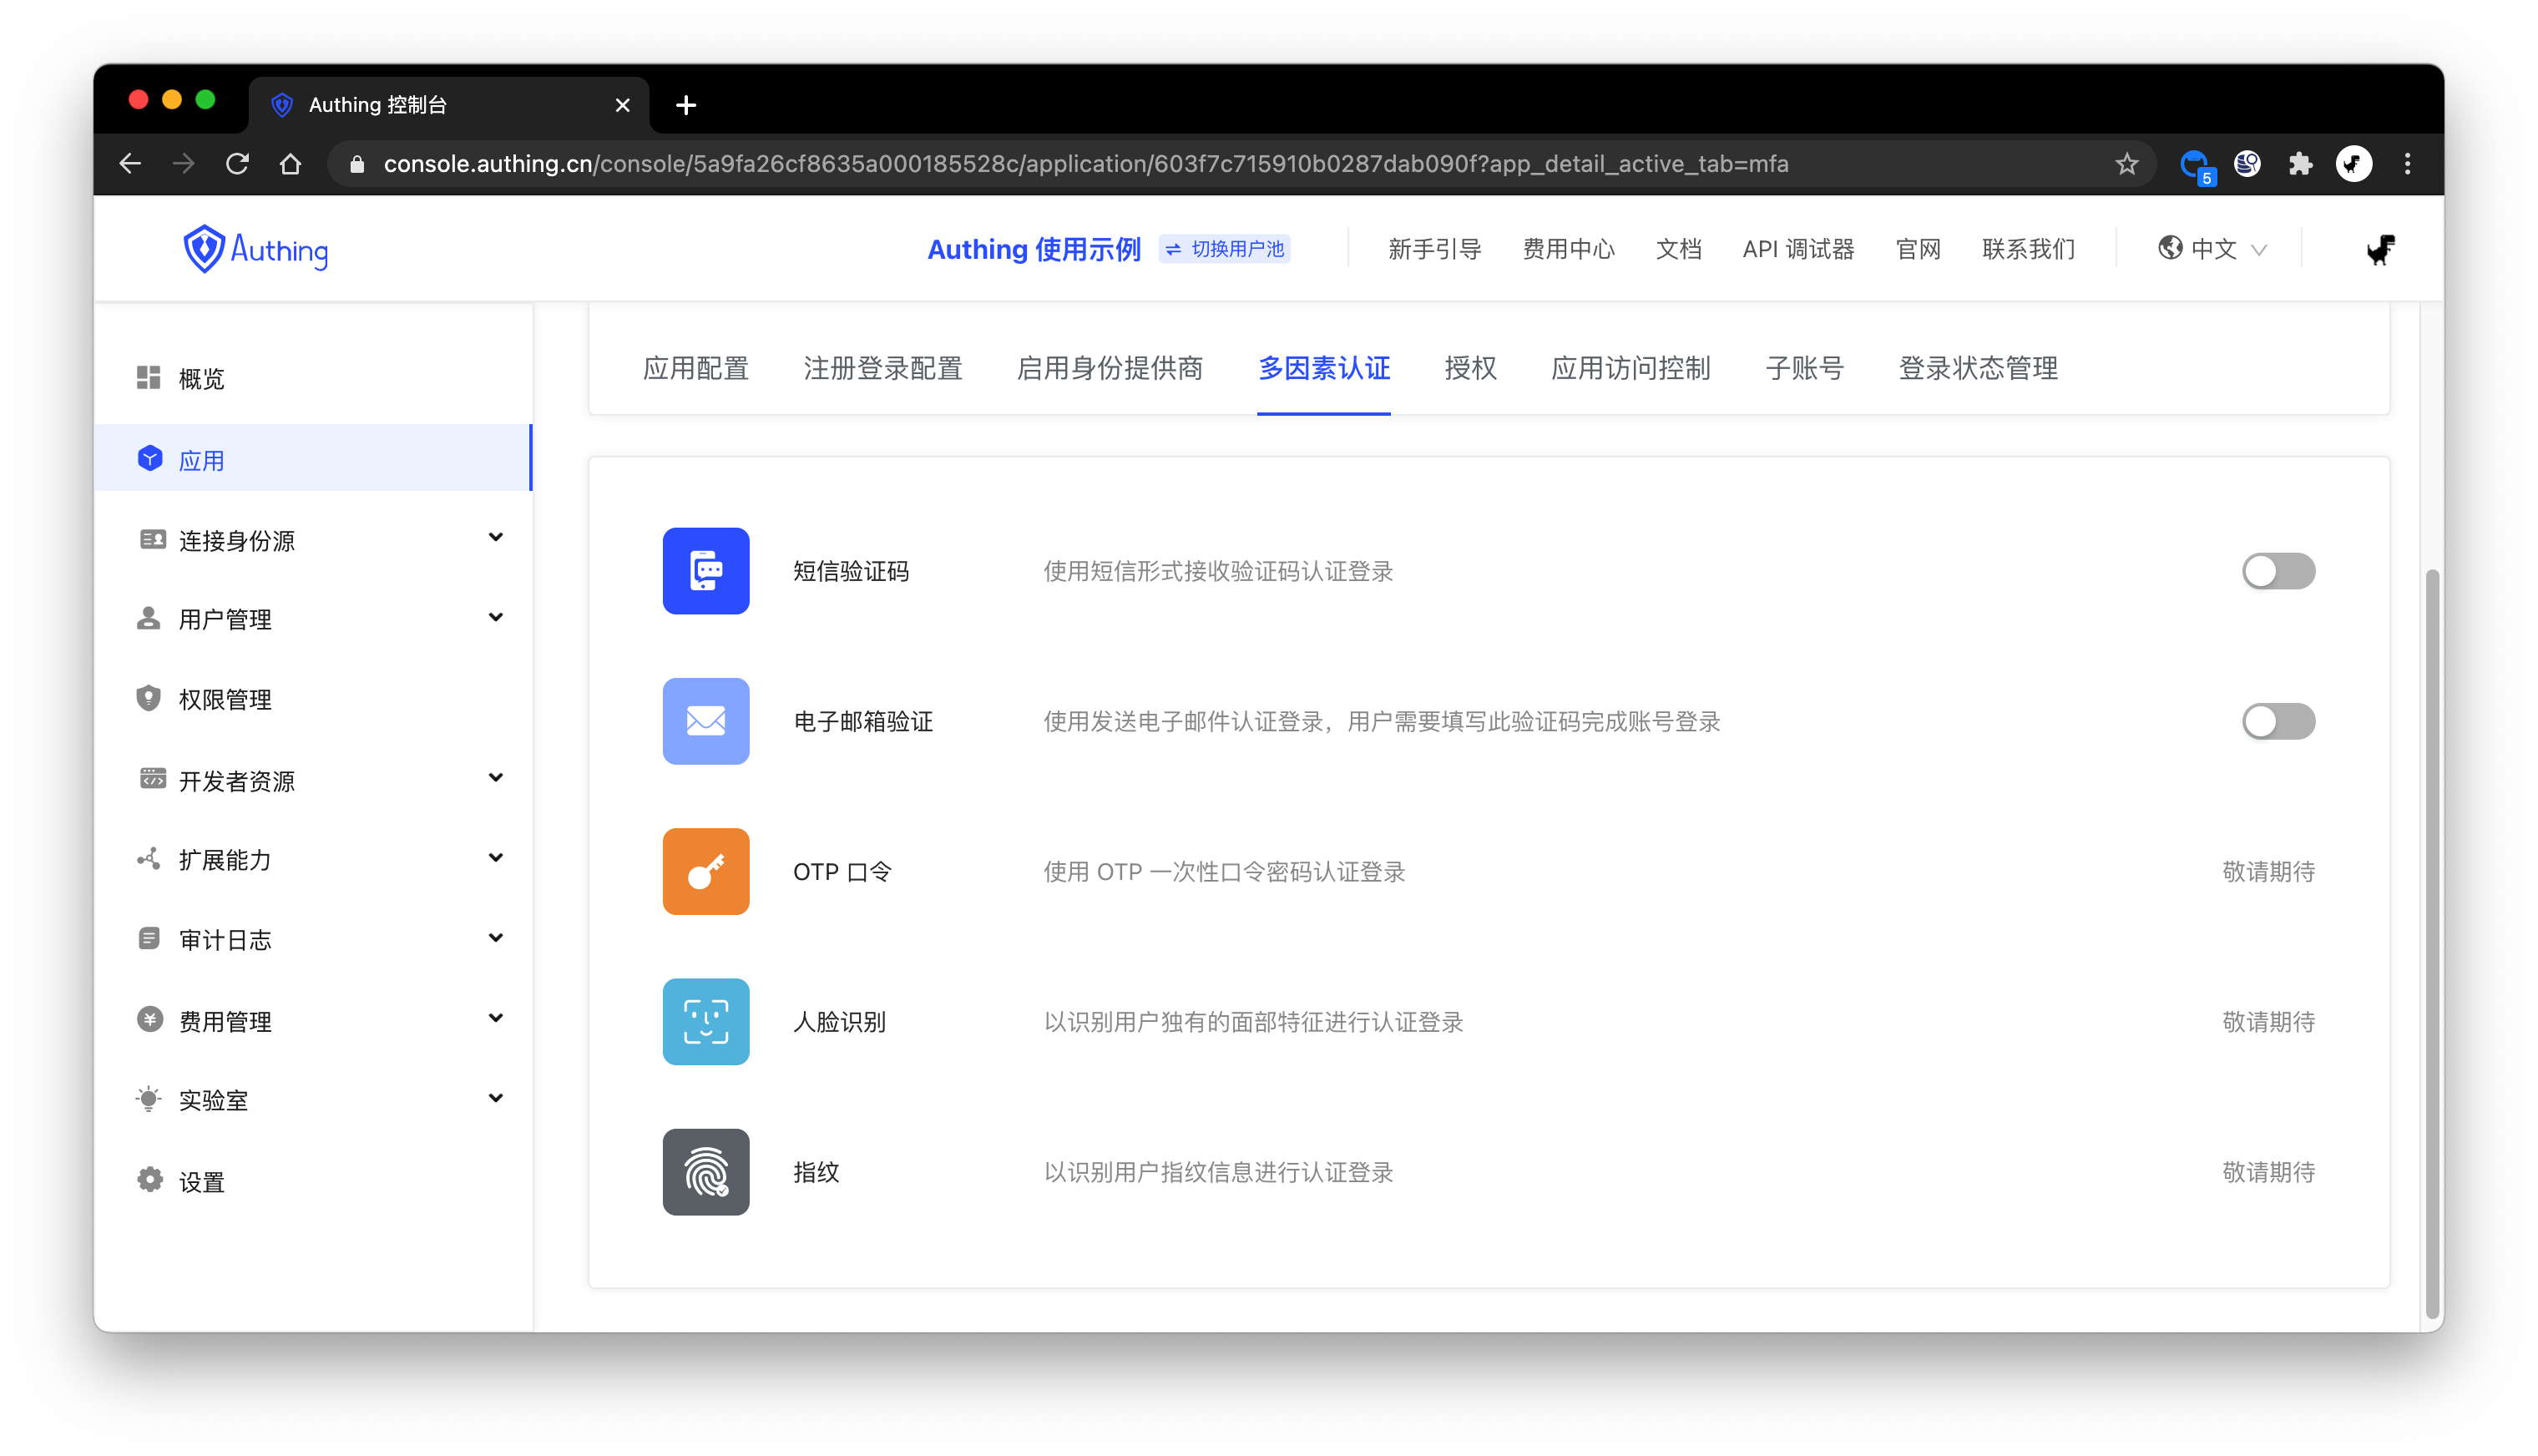 Authing 控制台
console.authing.cn/console/5a9fa26cf8635a000185528c/application/603f7c715910b0287dab090f?app_detail_active_tab=mfa
5
Authing
Authing 使用示例 切换用户池 新手引导 费用中心 文档 API 调试器 官网 联系我们 中文
应用配置 注册登录配置 启用身份提供商 多因素认证 授权 应用访问控制 子账号 登录状态管理
概览
应用
连接身份源
用户管理
权限管理
开发者资源
扩展能力
审计日志
费用管理
实验室
设置
短信验证码 使用短信形式接收验证码认证登录
电子邮箱验证 使用发送电子邮件认证登录，用户需要填写此验证码完成账号登录
OTP 口令 使用 OTP 一次性口令密码认证登录 敬请期待
人脸识别 以识别用户独有的面部特征进行认证登录 敬请期待
指纹 以识别用户指纹信息进行认证登录 敬请期待